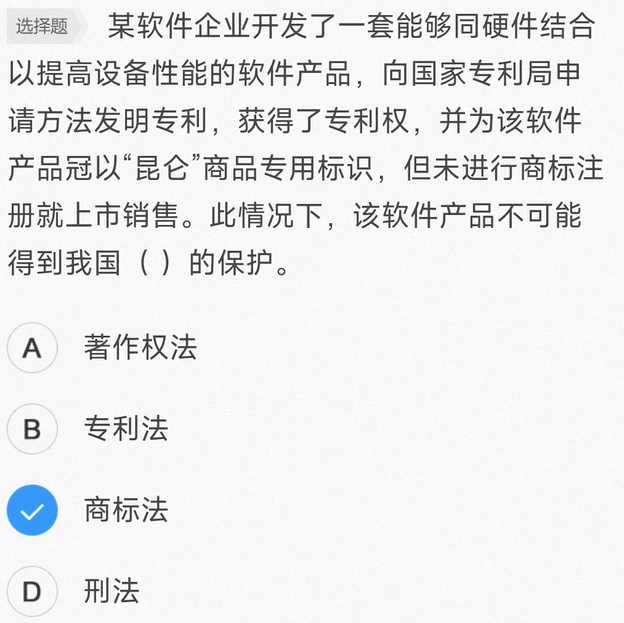 选择题 某软件企业开发了一套能够同硬件结合
以提高设备性能的软件产品，向国家专利局申
请方法发明专利，获得了专利权，并为该软件
产品冠以“昆仑”商品专用标识，但未进行商标注
册就上市销售。此情况下，该软件产品不可能
得到我国（ ）的保护。
A 著作权法
B 专利法
商标法
D 刑法